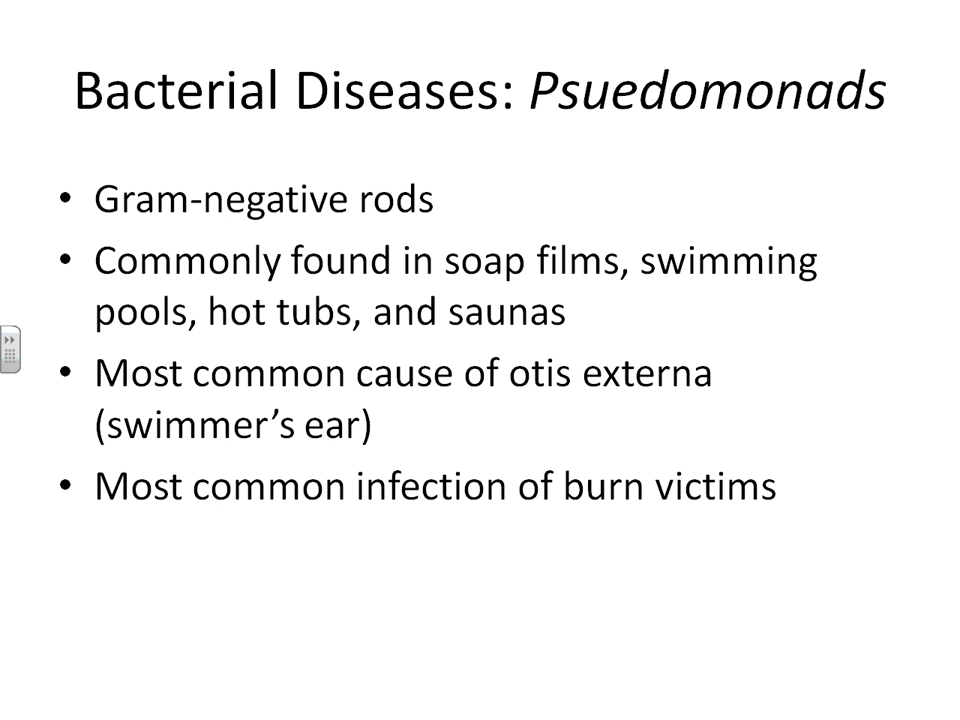 Bacterial Diseases: Psuedomonads
• Gram-negative rods
• Commonly found in soap films, swimming
pools, hot tubs, and saunas
• Most common cause of otis externa
(swimmer’s ear)
• Most common infection of burn victims